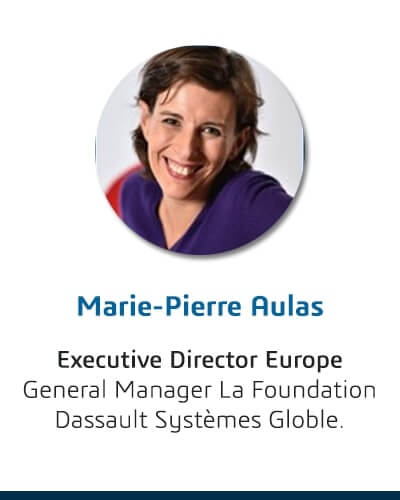 Marie-Pierre Aulas
Executive Director Europe
General Manager La Foundation
Dassault Systèmes Globle.